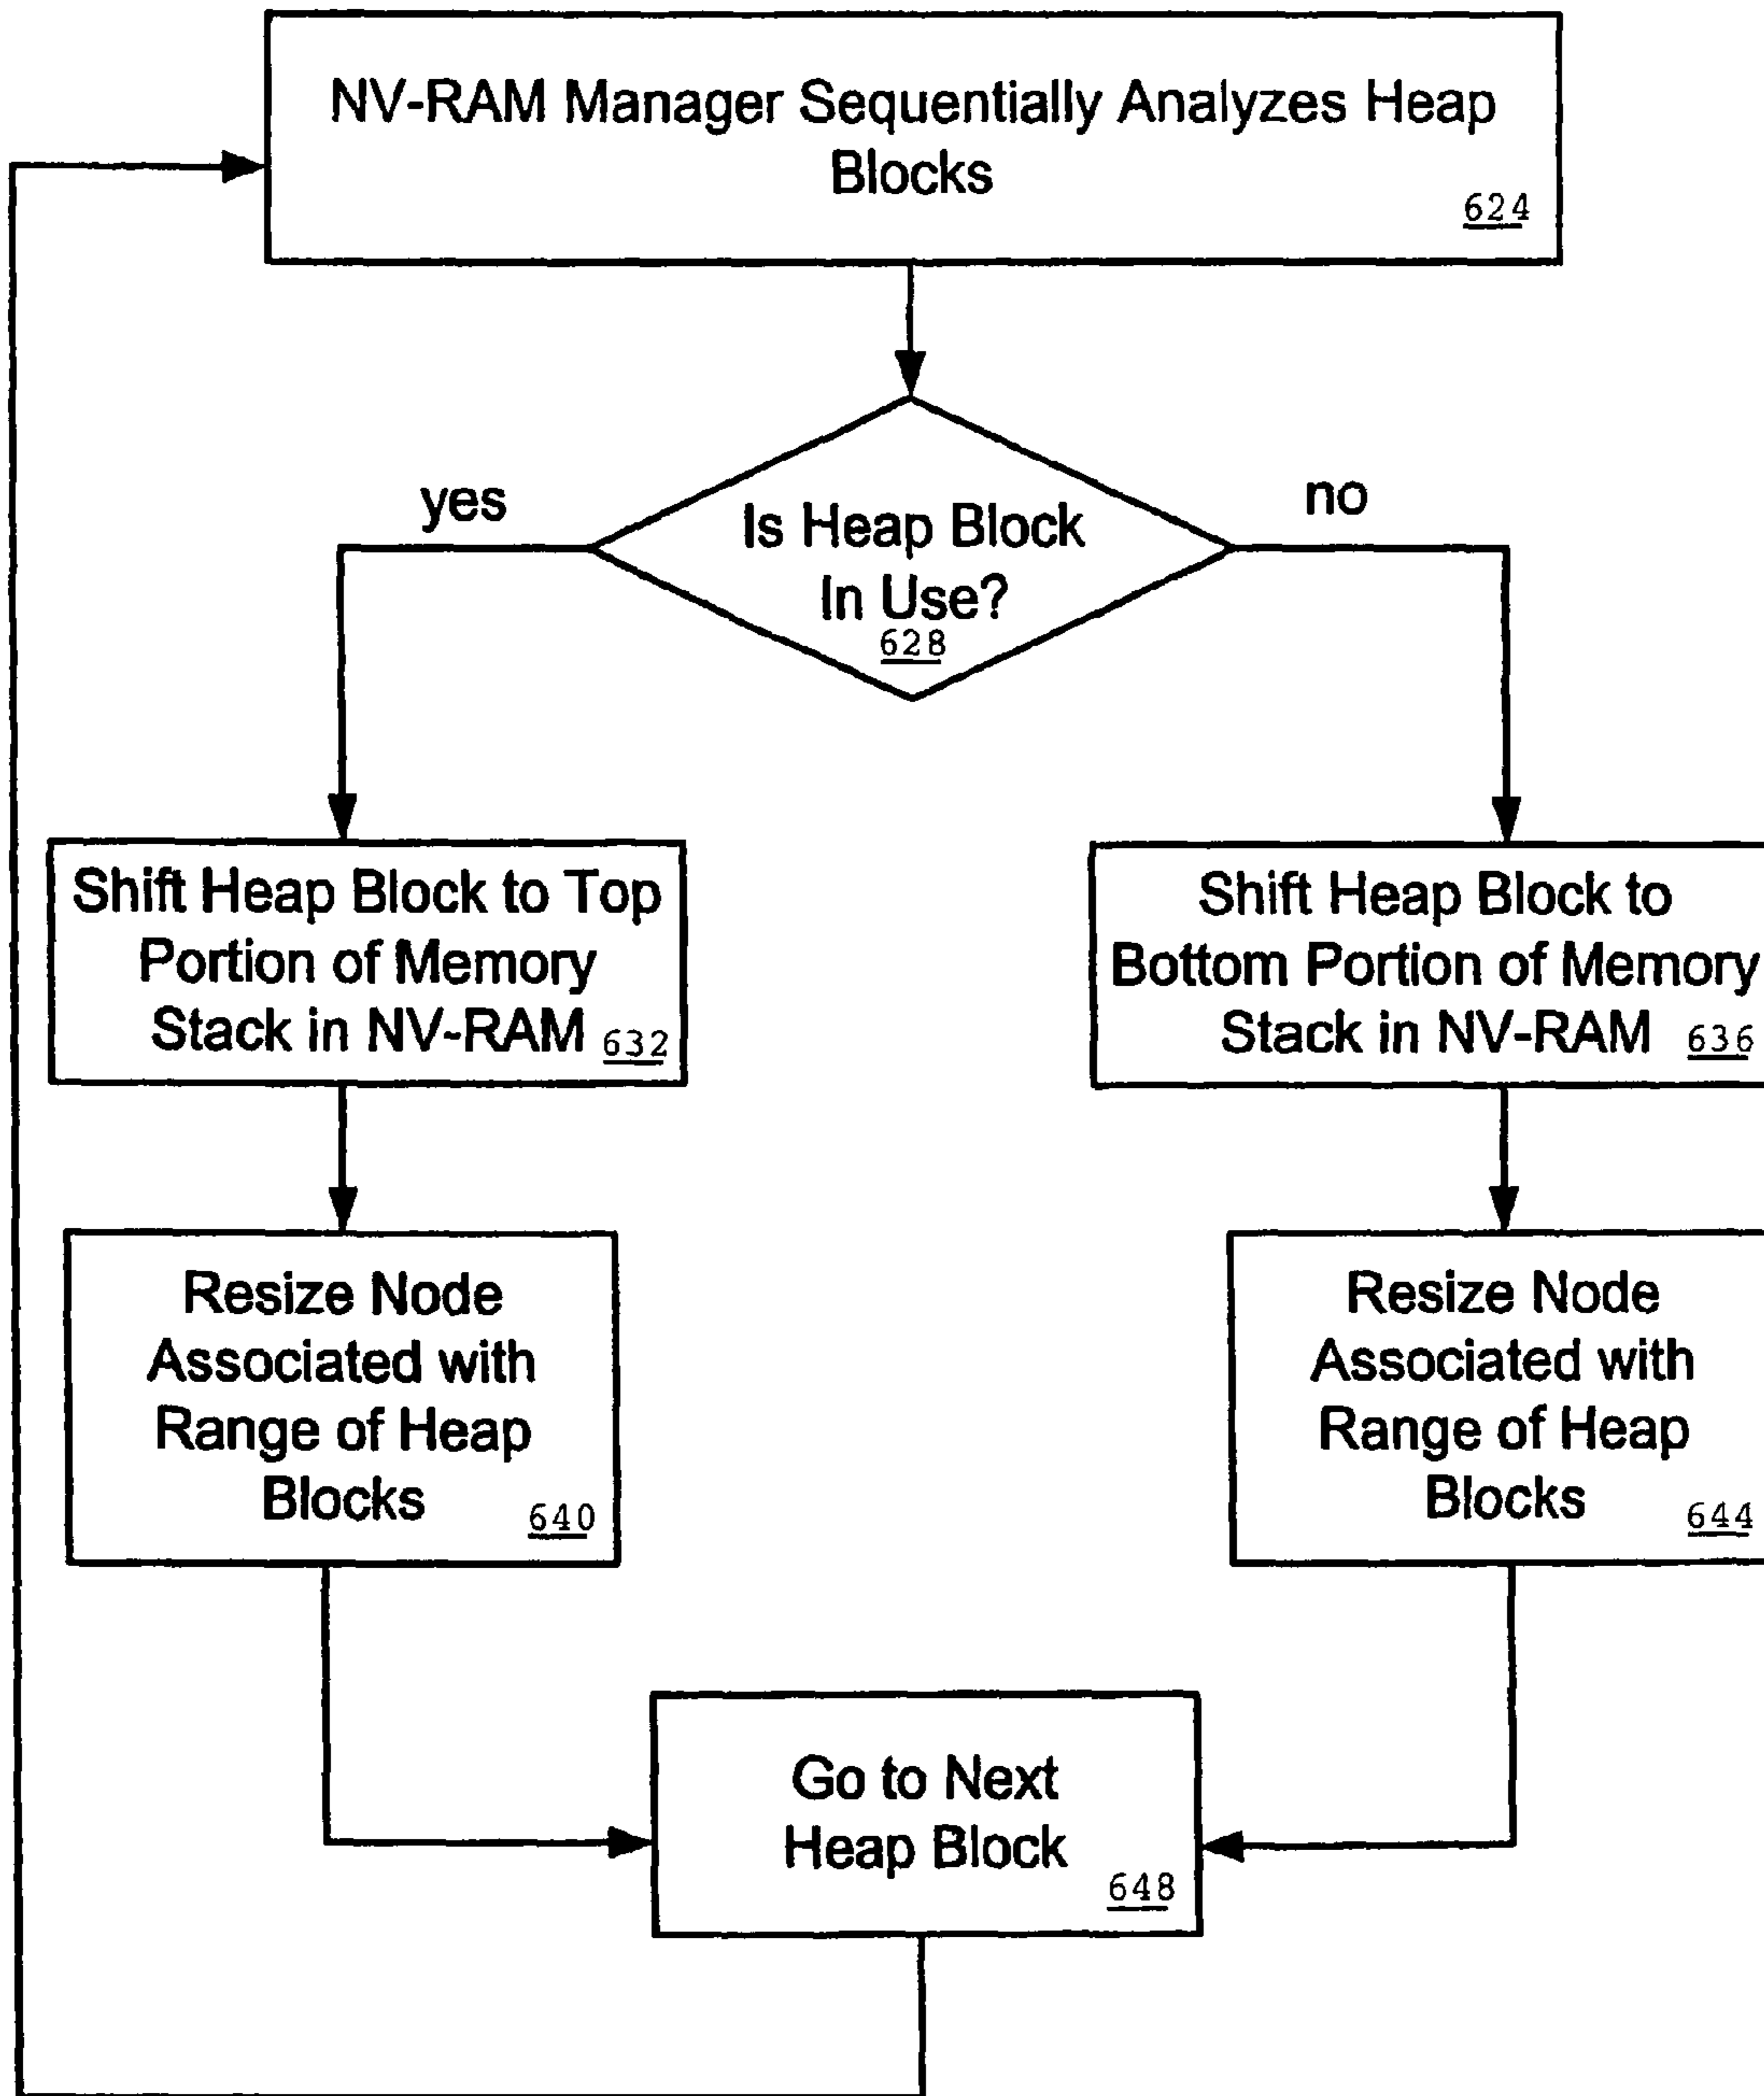 NV-RAM Manager Sequentially Analyzes Heap
Blocks
624
yes
no
Is Heap Block
In Use?
628
Shift Heap Block to Top
Portion of Memory
Stack in NV-RAM 632
Shift Heap Block to
Bottom Portion of Memory
Stack in NV-RAM 636
Resize Node
Associated with
Range of Heap
Blocks
640
Resize Node
Associated with
Range of Heap
Blocks
644
Go to Next
Heap Block
648